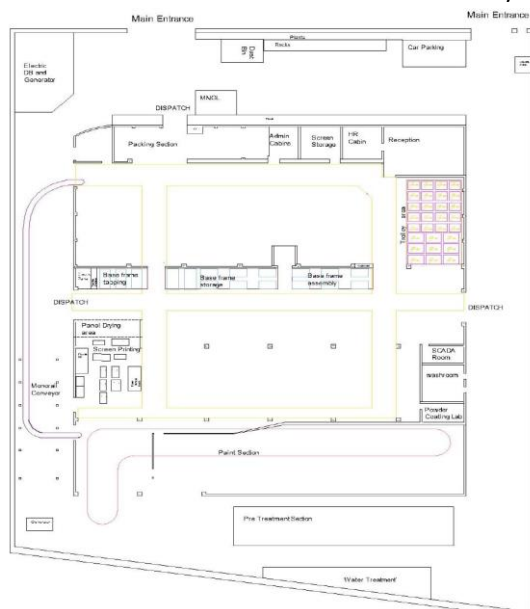 Main Entrance
Main Entrance
Plants
Racks
Dust
Bin
Car Parking
Electric
DB and
Generator
MNGL
DISPATCH
Packing Section
Admin
Cabins
Screen
Storage
HR
Cabin
Reception
Trolley area
Base frame
tapping
Base frame
storage
Base frame
assembly
DISPATCH
DISPATCH
Panel Drying
area
Screen Printing
SCADA
Room
washroom
Monorail
Conveyor
Powder
Coating Lab
Paint Section
Pre Treatment Section
Water Treatment